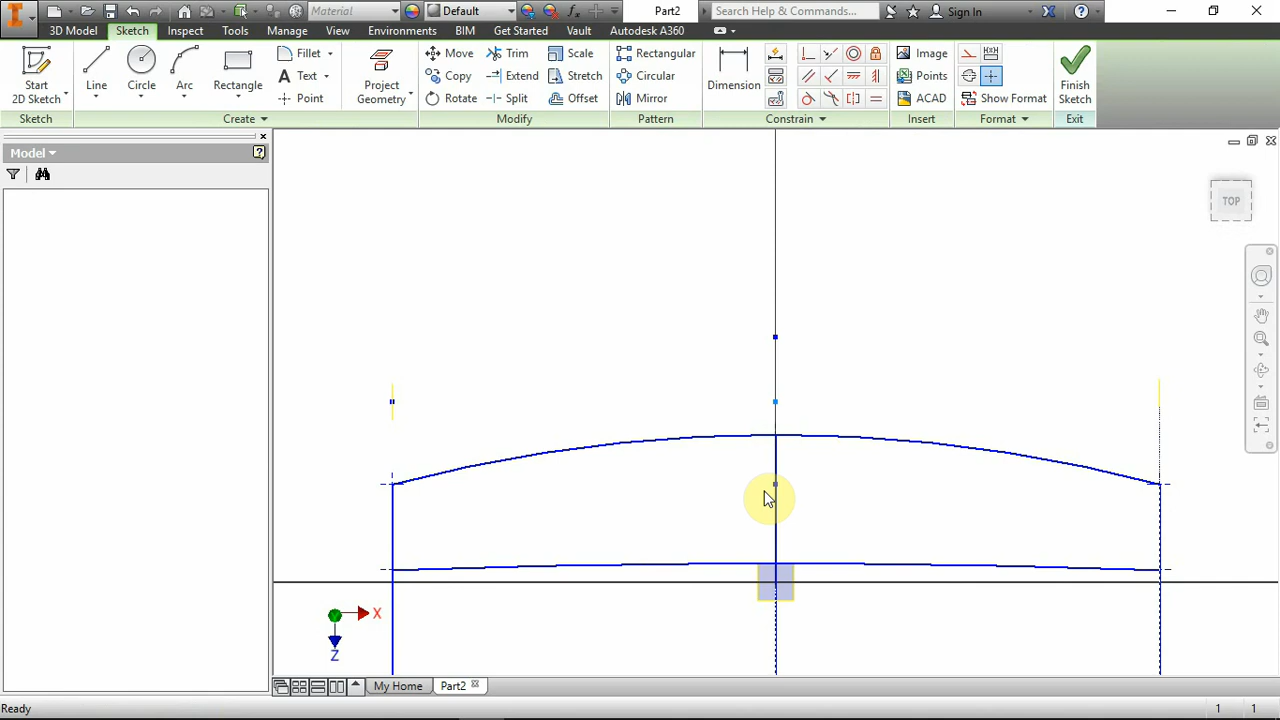 Material Default fx Part2 Search Help & Commands... Sign In
3D Model Sketch Inspect Tools Manage View Environments BIM Get Started Vault Autodesk A360
Start
2D Sketch
Line
Circle
Arc
Rectangle
Fillet
Text
Point
Project
Geometry
Move
Copy
Rotate
Trim
Extend
Split
Scale
Stretch
Offset
Rectangular
Circular
Mirror
Dimension
Image
Points
ACAD
Show Format
Finish
Sketch
Sketch Create Modify Pattern Constrain Insert Format Exit
Model
TOP
X
Z
My Home Part2
Ready 1 1